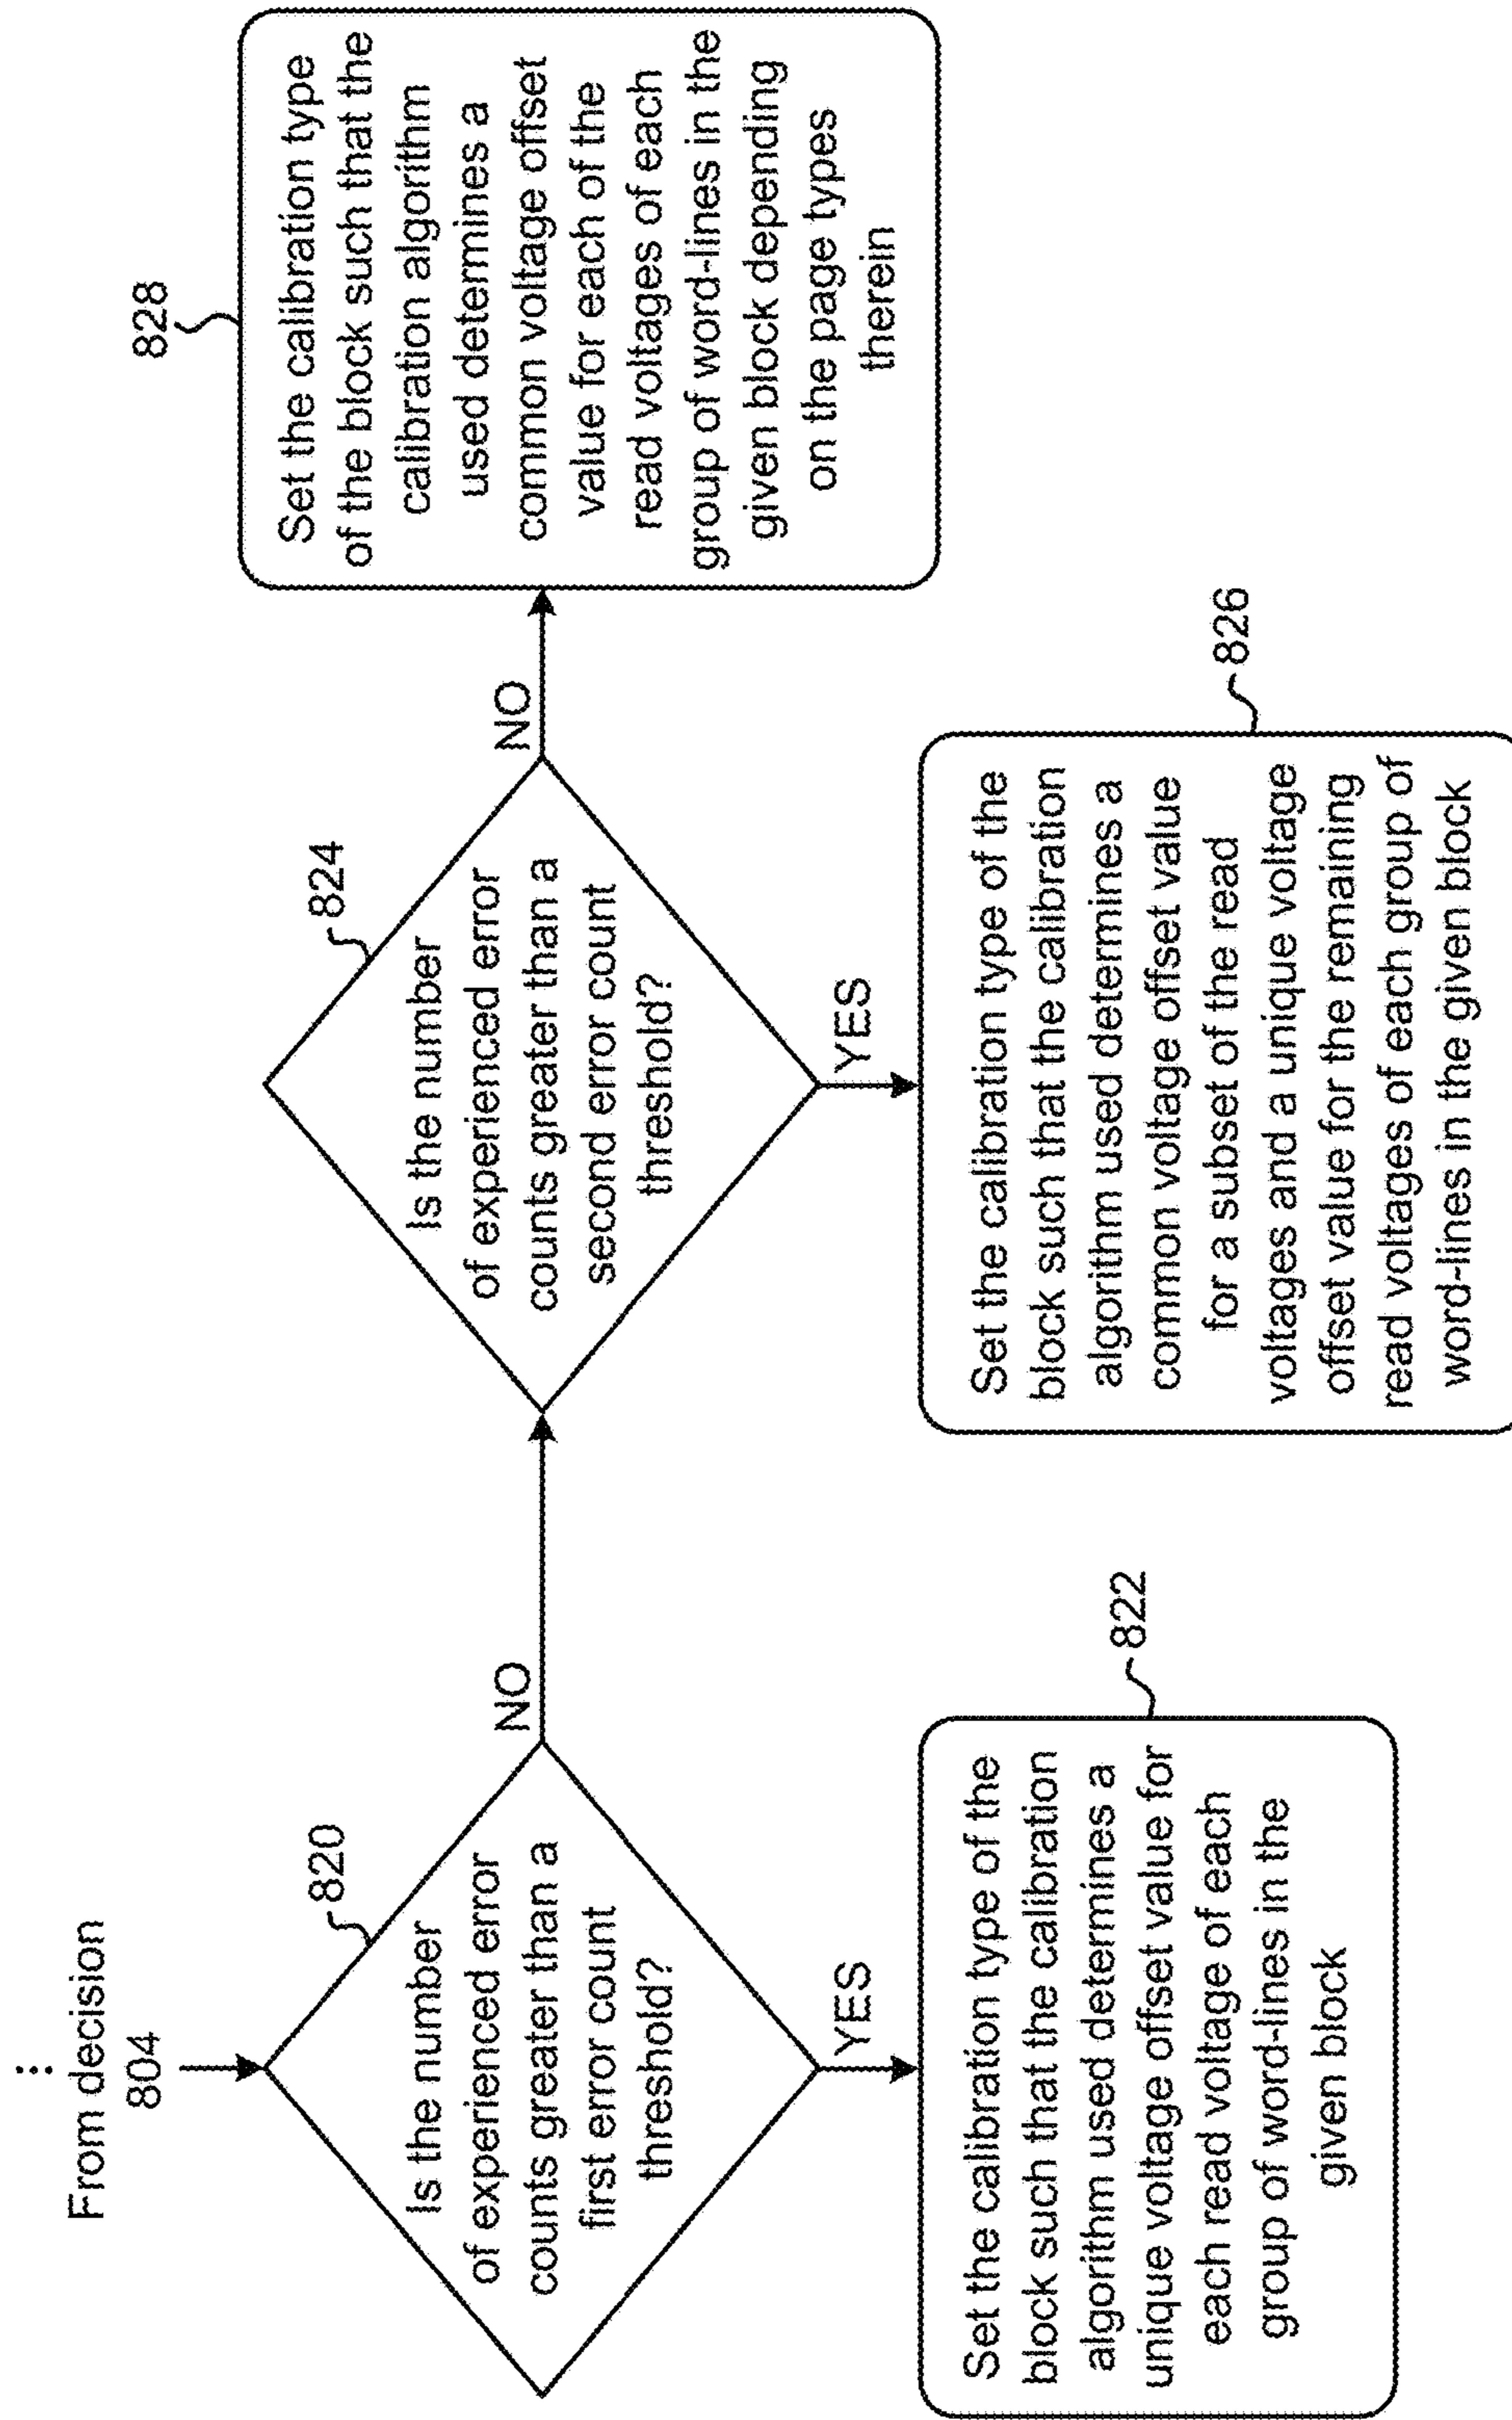 ⋮
From decision
804
820
Is the number
of experienced error
counts greater than a
first error count
threshold?
NO
YES
822
Set the calibration type of the
block such that the calibration
algorithm used determines a
unique voltage offset value for
each read voltage of each
group of word-lines in the
given block
824
Is the number
of experienced error
counts greater than a
second error count
threshold?
NO
YES
826
Set the calibration type of the
block such that the calibration
algorithm used determines a
common voltage offset value
for a subset of the read
voltages and a unique voltage
offset value for the remaining
read voltages of each group of
word-lines in the given block
828
Set the calibration type
of the block such that the
calibration algorithm
used determines a
common voltage offset
value for each of the
read voltages of each
group of word-lines in the
given block depending
on the page types
therein